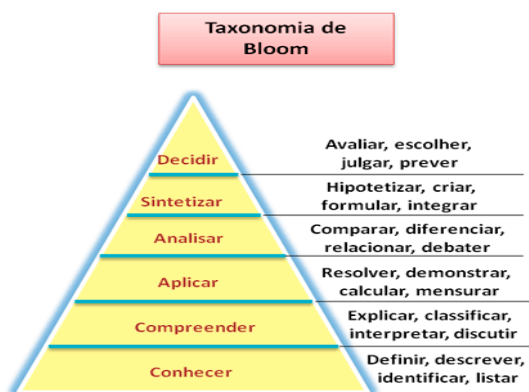 Taxonomia de
Bloom
Decidir
Avaliar, escolher,
julgar, prever
Sintetizar
Hipotetizar, criar,
formular, integrar
Analisar
Comparar, diferenciar,
relacionar, debater
Aplicar
Resolver, demonstrar,
calcular, mensurar
Compreender
Explicar, classificar,
interpretar, discutir
Conhecer
Definir, descrever,
identificar, listar